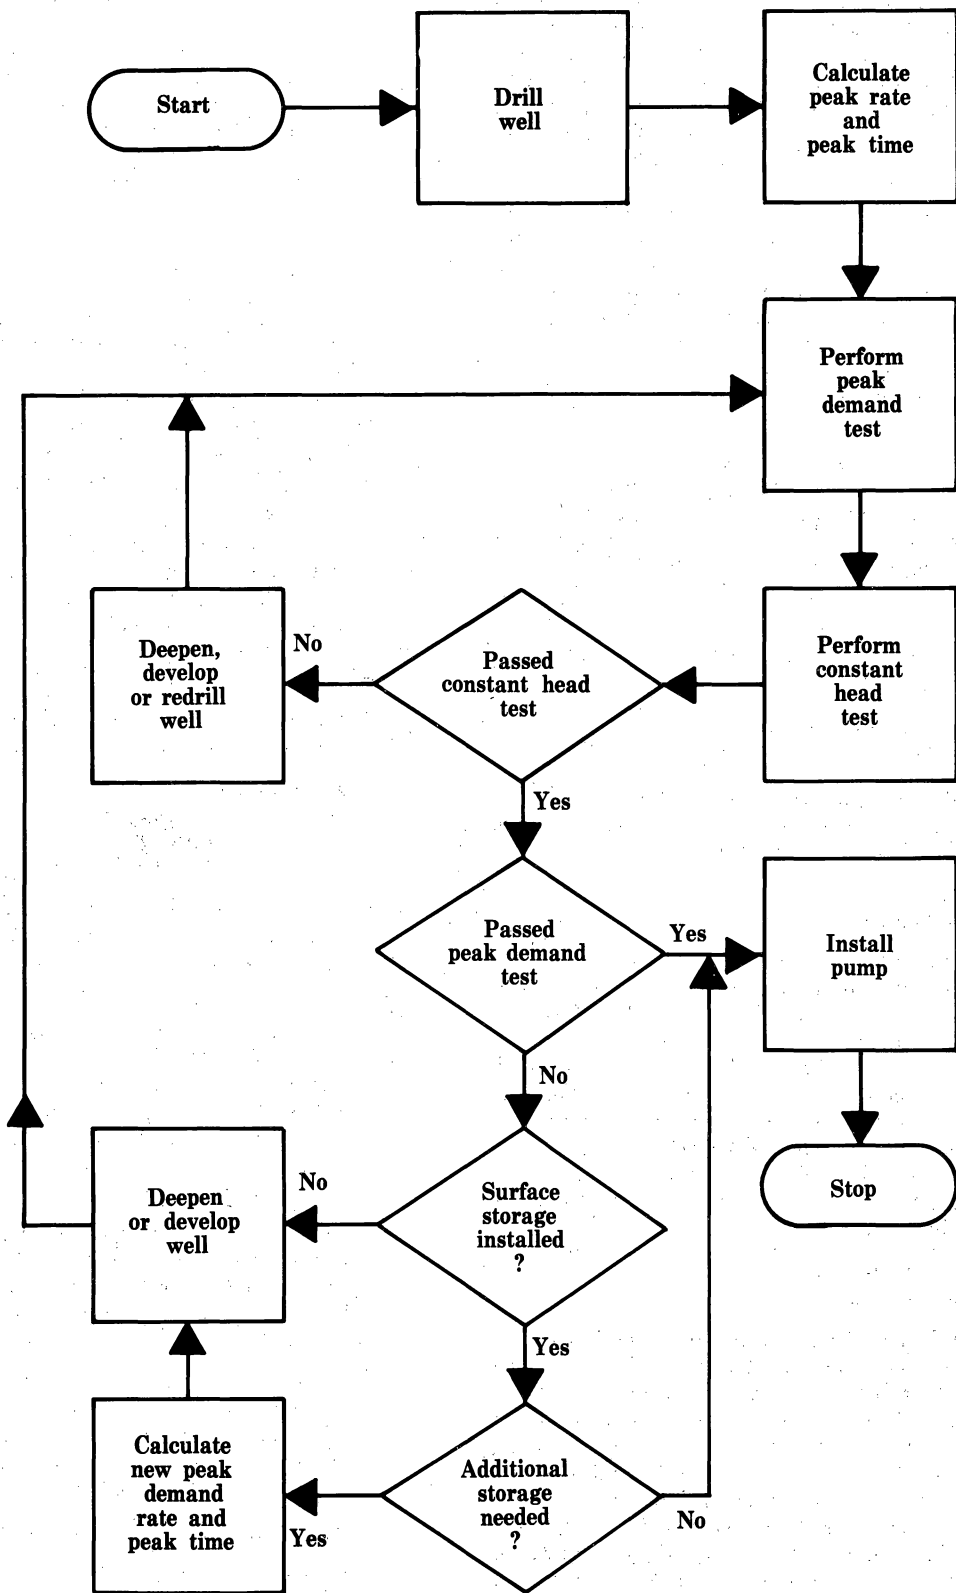 Start
Drill
well
Calculate
peak rate
and
peak time
Perform
peak
demand
test
Deepen,
develop
or redrill
well
No
Passed
constant head
test
Perform
constant
head
test
Yes
Passed
peak demand
test
Yes
Install
pump
No
Deepen
or develop
well
No
Surface
storage
installed
?
Stop
Yes
Calculate
new peak
demand
rate and
peak time
Yes
Additional
storage
needed
?
No